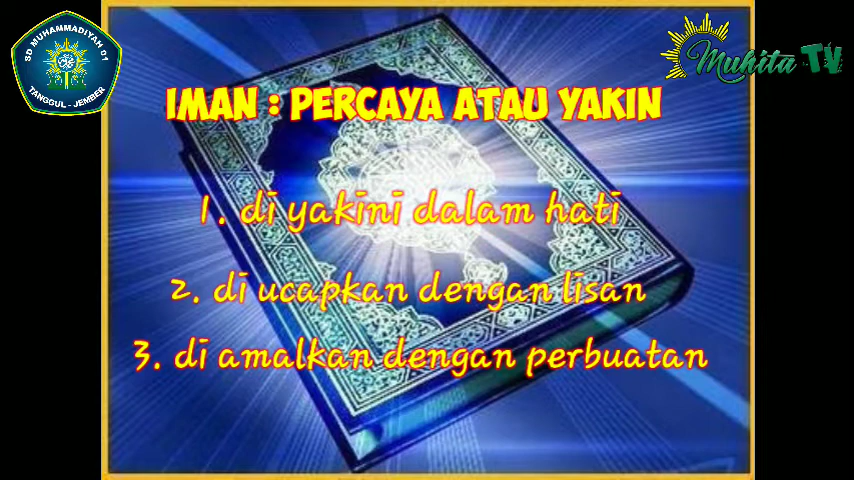 SD MUHAMMADIYAH 01
TANGGUL - JEMBER
Muhita TV
IMAN : PERCAYA ATAU YAKIN
1. di yakini dalam hati
2. di ucapkan dengan lisan
3. di amalkan dengan perbuatan